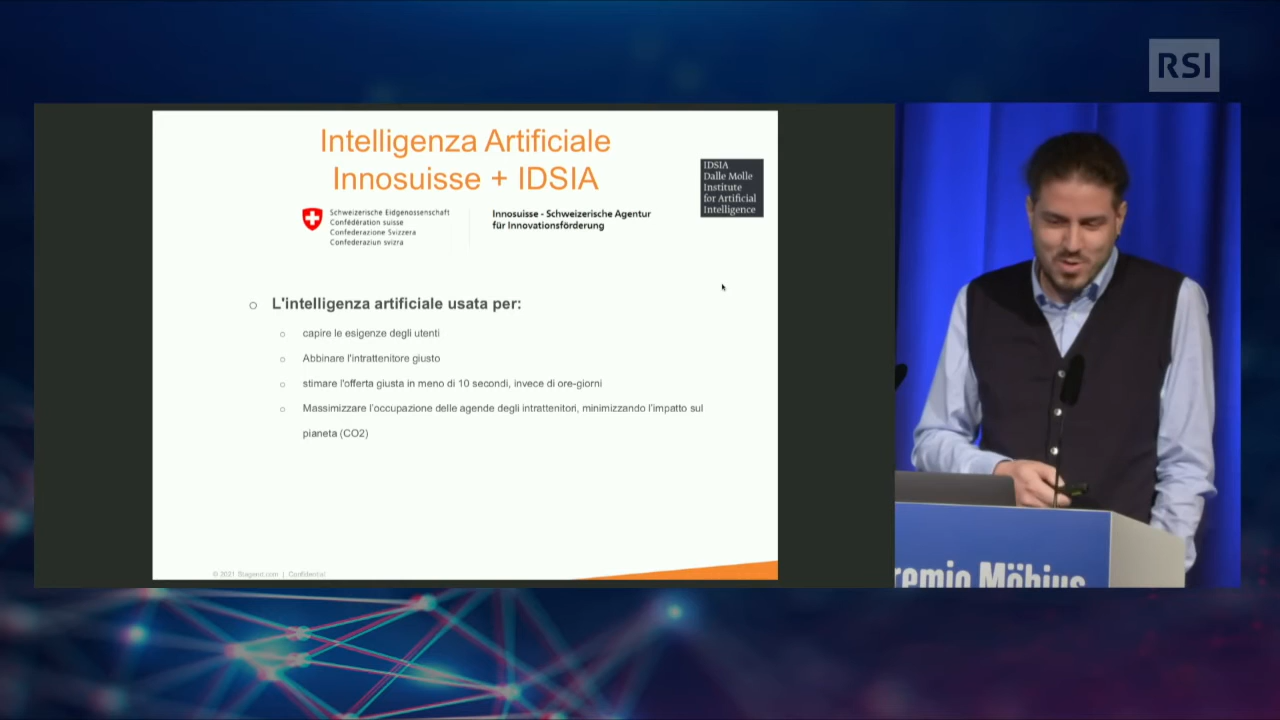 RSI
Intelligenza Artificiale
Innosuisse + IDSIA
IDSIA
Dalle Molle
Institute
for Artificial
Intelligence
Schweizerische Eidgenossenschaft
Confédération suisse
Confederazione Svizzera
Confederaziun svizra
Innosuisse - Schweizerische Agentur
für Innovationsförderung
L'intelligenza artificiale usata per:
capire le esigenze degli utenti
Abbinare l'intrattenitore giusto
stimare l'offerta giusta in meno di 10 secondi, invece di ore-giorni
Massimizzare l'occupazione delle agende degli intrattenitori, minimizzando l'impatto sul
pianeta (CO2)
© 2021 | Confidential
remio Möbius